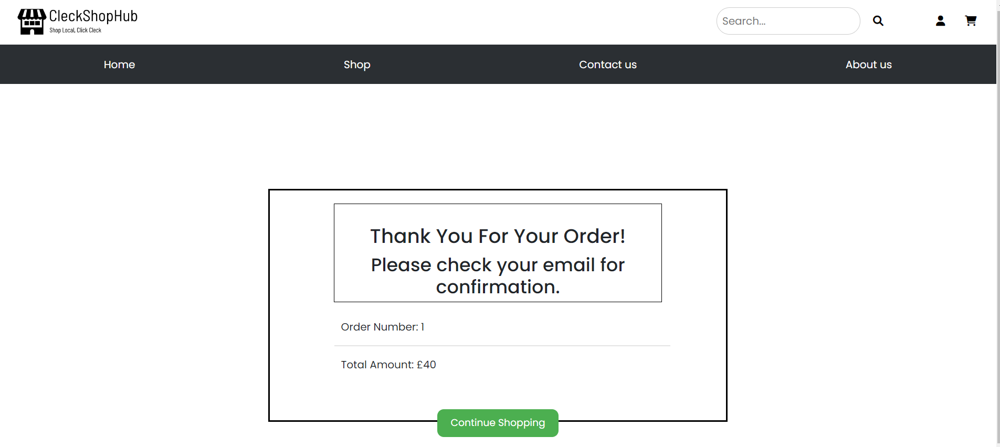 CleckShopHub
Shop Local, Click Cleck
Search...
Home
Shop
Contact us
About us
Thank You For Your Order!
Please check your email for
confirmation.
Order Number: 1
Total Amount: £40
Continue Shopping